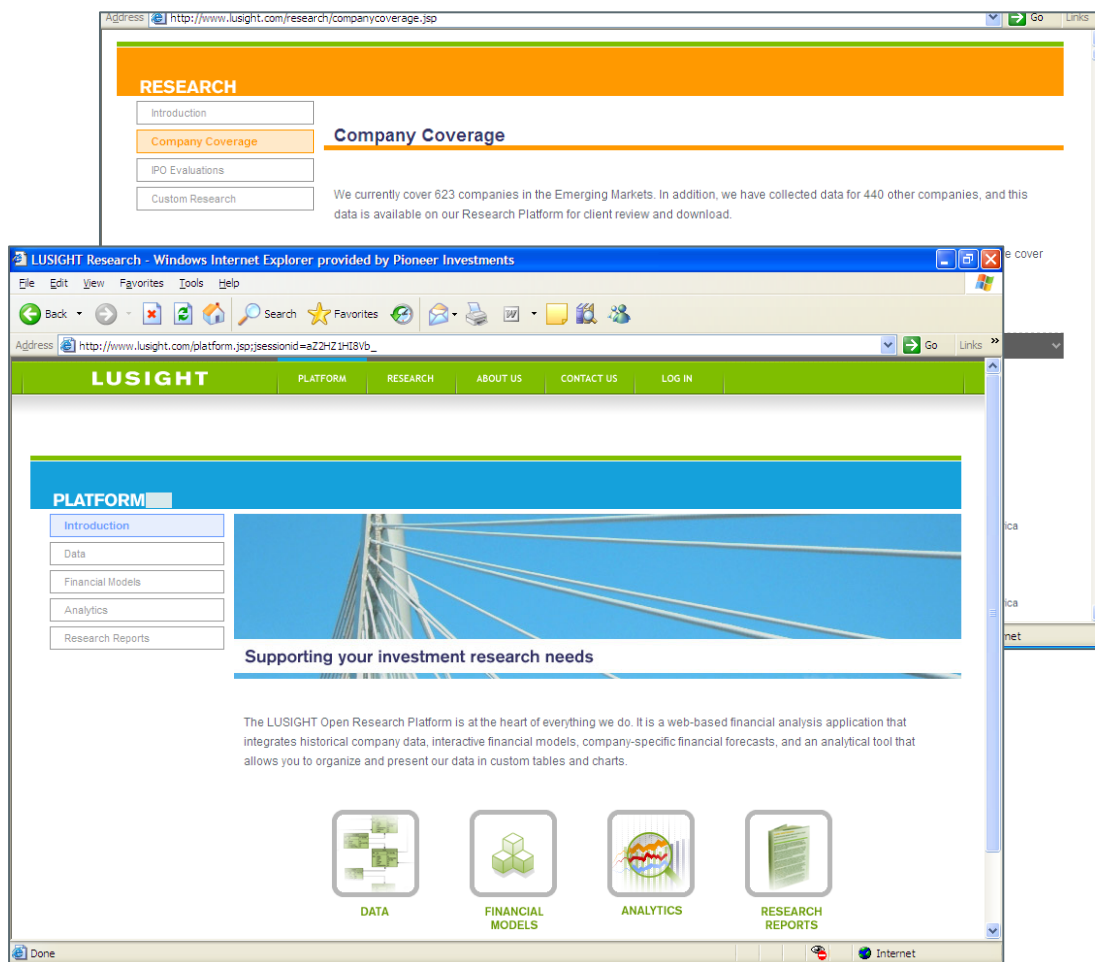 Address http://www.lusight.com/research/companycoverage.jsp Go Links
RESEARCH
Introduction
Company Coverage
IPO Evaluations
Custom Research
Company Coverage
We currently cover 623 companies in the Emerging Markets. In addition, we have collected data for 440 other companies, and this
data is available on our Research Platform for client review and download.
e cover
ica
ica
rnet
LUSIGHT Research - Windows Internet Explorer provided by Pioneer Investments
File Edit View Favorites Tools Help
Back Search Favorites
Address http://www.lusight.com/platform.jsp;jsessionid=aZ2HZ1HI8Vb_ Go Links »
LUSIGHT PLATFORM RESEARCH ABOUT US CONTACT US LOG IN
PLATFORM
Introduction
Data
Financial Models
Analytics
Research Reports
Supporting your investment research needs
The LUSIGHT Open Research Platform is at the heart of everything we do. It is a web-based financial analysis application that
integrates historical company data, interactive financial models, company-specific financial forecasts, and an analytical tool that
allows you to organize and present our data in custom tables and charts.
DATA
FINANCIAL
MODELS
ANALYTICS
RESEARCH
REPORTS
Done Internet